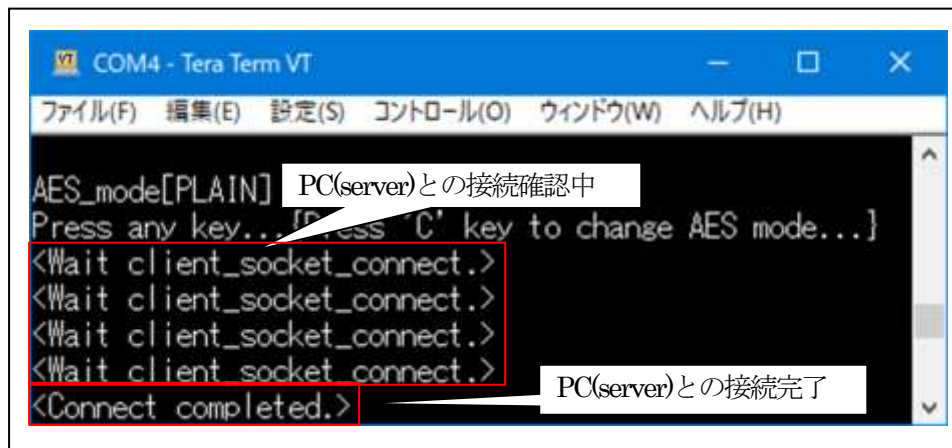 COM4 - Tera Term VT
ファイル(F) 編集(E) 設定(S) コントロール(O) ウィンドウ(W) ヘルプ(H)
AES_mode[PLAIN]
PC(server)との接続確認中
Press any key...{Press 'C' key to change AES mode...}
<Wait client_socket_connect.>
<Wait client_socket_connect.>
<Wait client_socket_connect.>
<Wait client_socket_connect.>
PC(server)との接続完了
<Connect completed.>